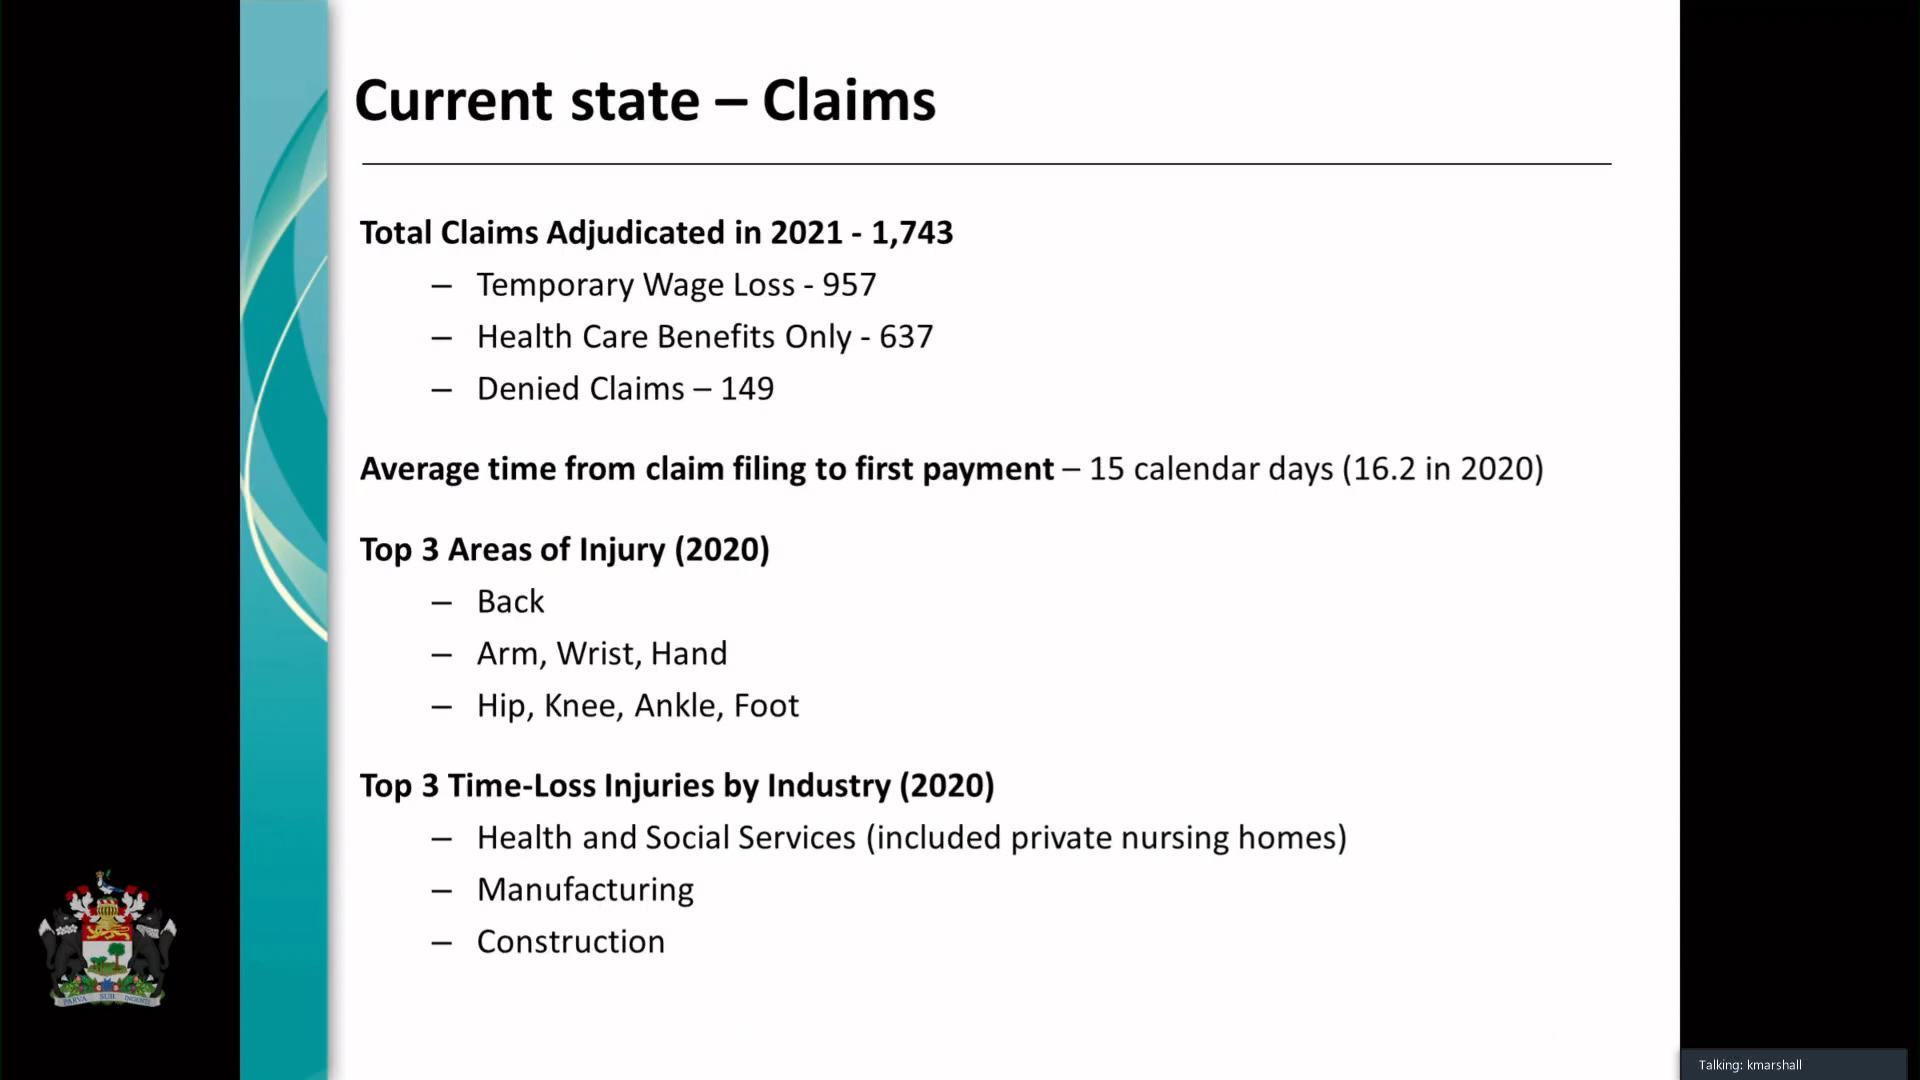 Current state – Claims
Total Claims Adjudicated in 2021 - 1,743
– Temporary Wage Loss - 957
– Health Care Benefits Only - 637
– Denied Claims – 149
Average time from claim filing to first payment – 15 calendar days (16.2 in 2020)
Top 3 Areas of Injury (2020)
– Back
– Arm, Wrist, Hand
– Hip, Knee, Ankle, Foot
Top 3 Time-Loss Injuries by Industry (2020)
– Health and Social Services (included private nursing homes)
– Manufacturing
– Construction
PARVA SUB INGENTI
Talking: kmarshall